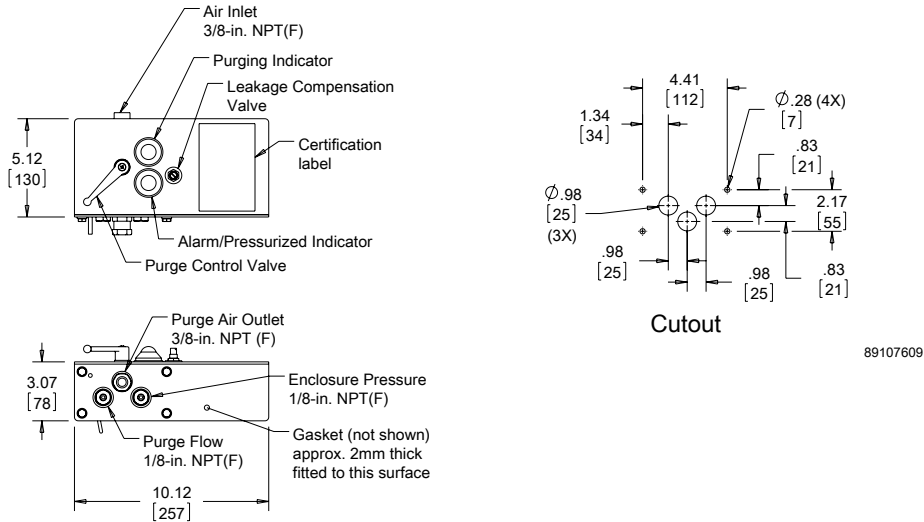 Air Inlet
3/8-in. NPT(F)
Purging Indicator
Leakage Compensation
Valve
Certification
label
5.12
[130]
Alarm/Pressurized Indicator
Purge Control Valve
Purge Air Outlet
3/8-in. NPT (F)
3.07
[78]
Enclosure Pressure
1/8-in. NPT(F)
Purge Flow
1/8-in. NPT(F)
Gasket (not shown)
approx. 2mm thick
fitted to this surface
10.12
[257]
4.41
[112]
1.34
[34]
Ø.28 (4X)
[7]
.83
[21]
Ø.98
[25]
(3X)
2.17
[55]
.98
[25]
.98
[25]
.83
[21]
Cutout
89107609